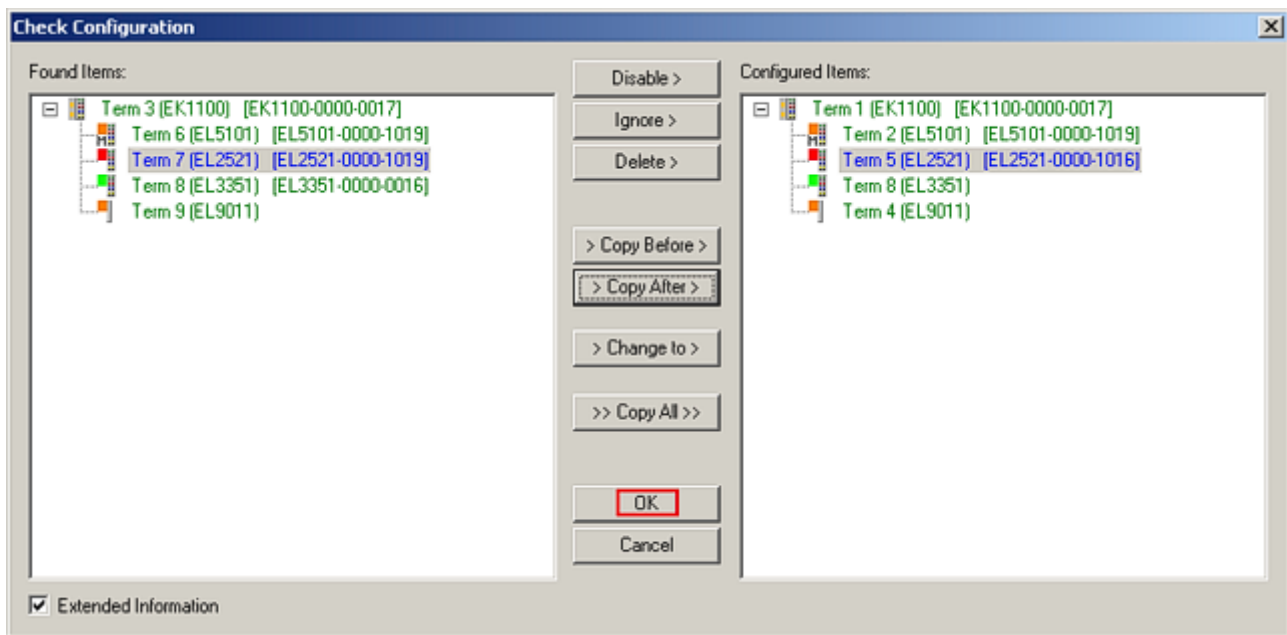 Check Configuration
Found Items:
Term 3 (EK1100) [EK1100-0000-0017]
Term 6 (EL5101) [EL5101-0000-1019]
Term 7 (EL2521) [EL2521-0000-1019]
Term 8 (EL3351) [EL3351-0000-0016]
Term 9 (EL9011)
Disable >
Ignore >
Delete >
> Copy Before >
> Copy After >
> Change to >
>> Copy All >>
OK
Cancel
Configured Items:
Term 1 (EK1100) [EK1100-0000-0017]
Term 2 (EL5101) [EL5101-0000-1019]
Term 5 (EL2521) [EL2521-0000-1016]
Term 8 (EL3351)
Term 4 (EL9011)
Extended Information